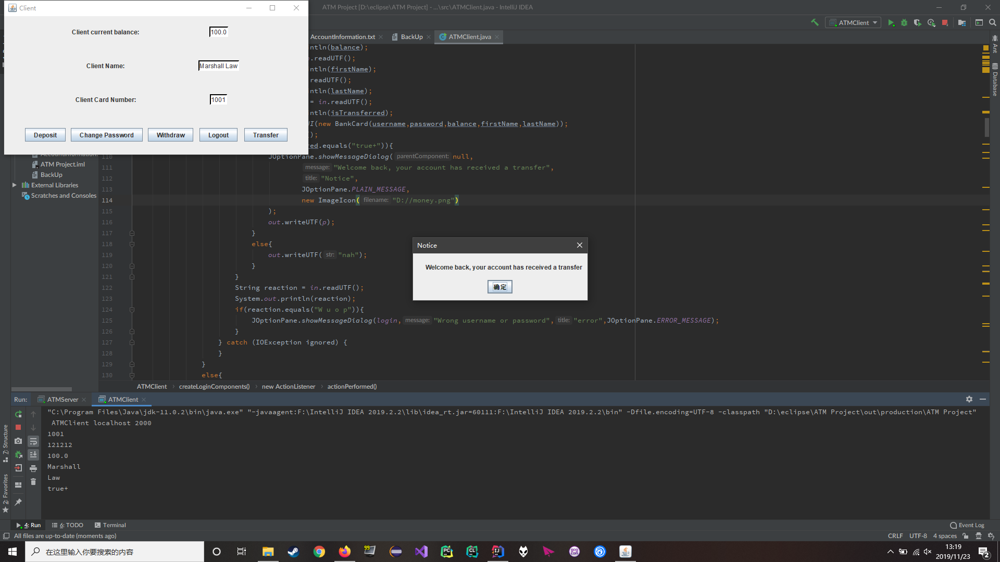 Client
Client current balance: 100.0
Client Name: Marshall Law
Client Card Number: 1001
Deposit Change Password Withdraw Logout Transfer
ATM Project [D:\eclipse\ATM Project] - ...\src\ATMClient.java - IntelliJ IDEA
ATMClient
AccountInformation.txt BackUp ATMClient.java
ntln(balance);
.readUTF();
ntln(firstName);
readUTF();
ntln(lastName);
= in.readUTF();
ntln(isTransferred);
UI(new BankCard(username,password,balance,firstName,lastName));
);
ed.equals("true+")){
110 JOptionPane.showMessageDialog( parentComponent: null,
111 message: "Welcome back, your account has received a transfer",
112 title: "Notice",
113 JOptionPane.PLAIN_MESSAGE,
114 new ImageIcon( filename: "D://money.png")
115 );
116 out.writeUTF(p);
117 }
118 else{
119 out.writeUTF( str: "nah");
120 }
121 }
122 String reaction = in.readUTF();
123 System.out.println(reaction);
124 if(reaction.equals("W u o p")){
125 JOptionPane.showMessageDialog(login, message: "Wrong username or password", title: "error",JOptionPane.ERROR_MESSAGE);
126 }
127 } catch (IOException ignored) {
128 }
129 }
130 else{
ATM Project.iml
BackUp
External Libraries
Scratches and Consoles
Notice
Welcome back, your account has received a transfer
确定
Ant
Database
ATMClient › createLoginComponents() › new ActionListener › actionPerformed()
Run: ATMServer ATMClient
"C:\Program Files\Java\jdk-11.0.2\bin\java.exe" "-javaagent:F:\IntelliJ IDEA 2019.2.2\lib\idea_rt.jar=60111:F:\IntelliJ IDEA 2019.2.2\bin" -Dfile.encoding=UTF-8 -classpath "D:\eclipse\ATM Project\out\production\ATM Project"
ATMClient localhost 2000
1001
121212
100.0
Marshall
Law
true+
Z: Structure
2: Favorites
4: Run 6: TODO Terminal Event Log
All files are up-to-date (moments ago) CRLF UTF-8 4 spaces
在这里输入你要搜索的内容
13:19
2019/11/23
2